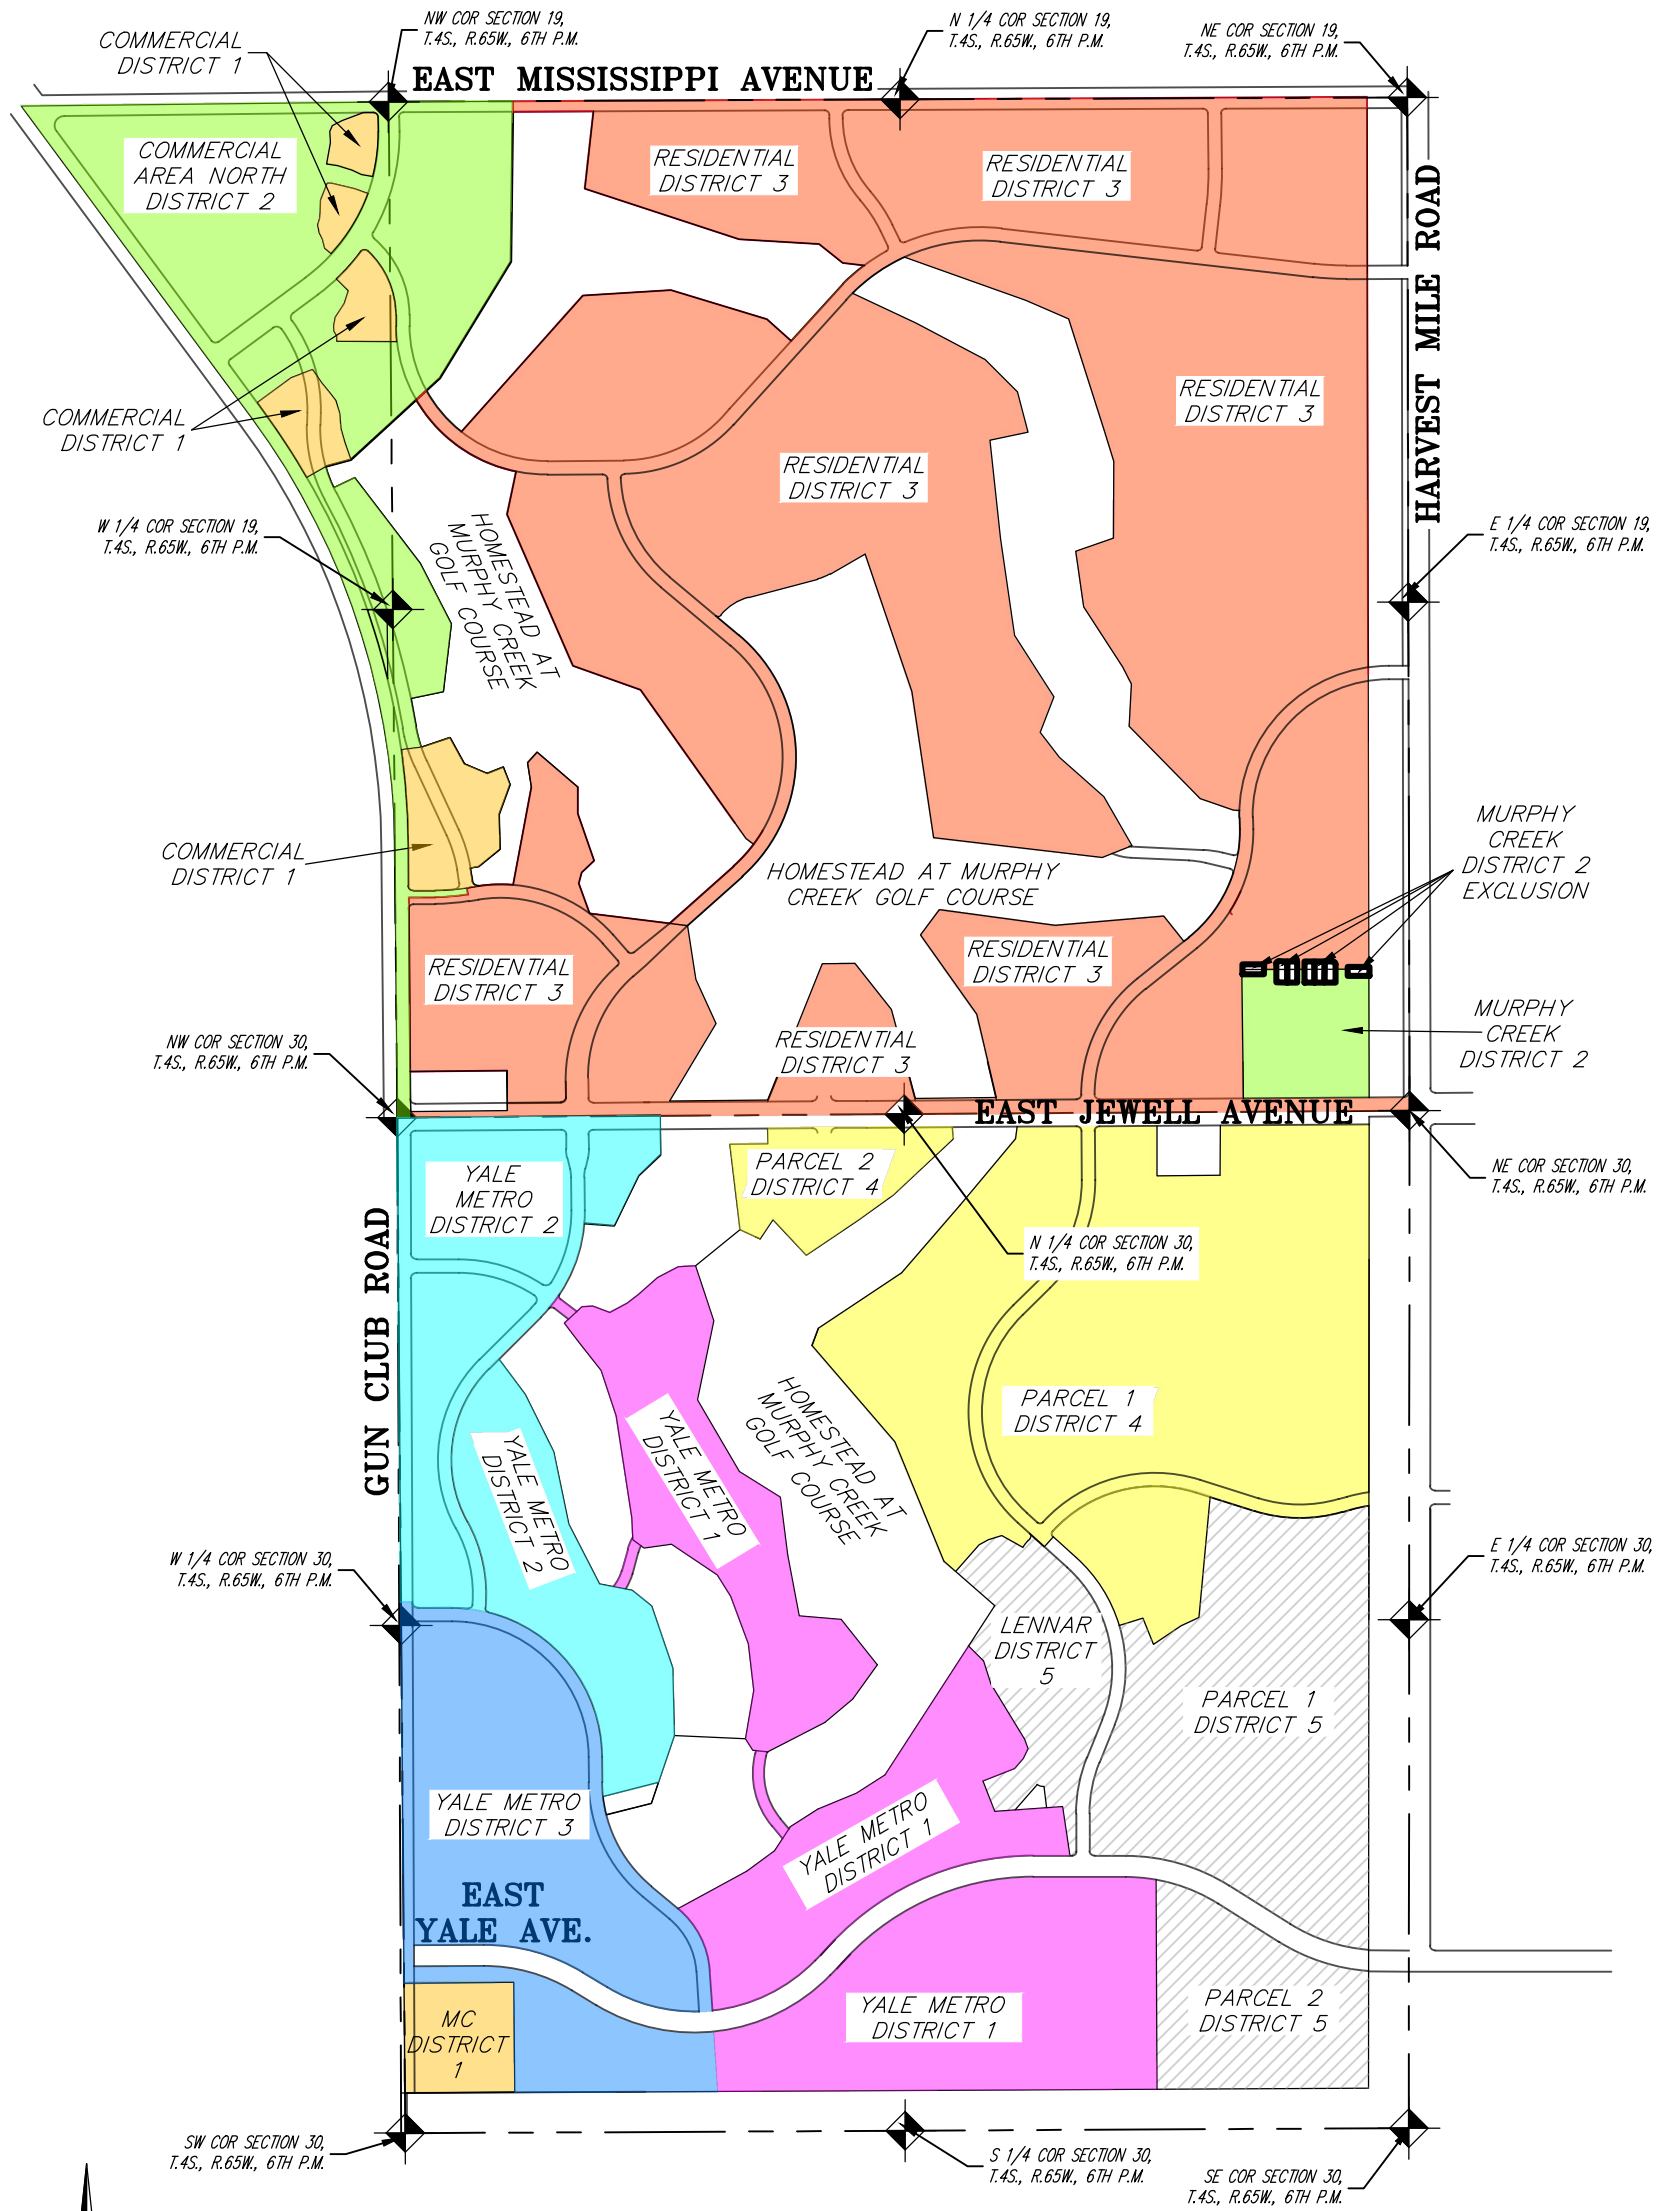 NW COR SECTION 19,
T.4S., R.65W., 6TH P.M.
N 1/4 COR SECTION 19,
T.4S., R.65W., 6TH P.M.
NE COR SECTION 19,
T.4S., R.65W., 6TH P.M.
COMMERCIAL
DISTRICT 1
EAST MISSISSIPPI AVENUE
COMMERCIAL
AREA NORTH
DISTRICT 2
RESIDENTIAL
DISTRICT 3
RESIDENTIAL
DISTRICT 3
HARVEST MILE ROAD
RESIDENTIAL
DISTRICT 3
COMMERCIAL
DISTRICT 1
RESIDENTIAL
DISTRICT 3
W 1/4 COR SECTION 19,
T.4S., R.65W., 6TH P.M.
HOMESTEAD AT
MURPHY CREEK
GOLF COURSE
E 1/4 COR SECTION 19,
T.4S., R.65W., 6TH P.M.
COMMERCIAL
DISTRICT 1
HOMESTEAD AT MURPHY
CREEK GOLF COURSE
MURPHY
CREEK
DISTRICT 2
EXCLUSION
RESIDENTIAL
DISTRICT 3
RESIDENTIAL
DISTRICT 3
RESIDENTIAL
DISTRICT 3
MURPHY
CREEK
DISTRICT 2
NW COR SECTION 30,
T.4S., R.65W., 6TH P.M.
EAST JEWELL AVENUE
YALE
METRO
DISTRICT 2
PARCEL 2
DISTRICT 4
NE COR SECTION 30,
T.4S., R.65W., 6TH P.M.
N 1/4 COR SECTION 30,
T.4S., R.65W., 6TH P.M.
GUN CLUB ROAD
PARCEL 1
DISTRICT 4
HOMESTEAD AT
MURPHY CREEK
GOLF COURSE
YALE METRO
DISTRICT 1
YALE METRO
DISTRICT 2
W 1/4 COR SECTION 30,
T.4S., R.65W., 6TH P.M.
E 1/4 COR SECTION 30,
T.4S., R.65W., 6TH P.M.
LENNAR
DISTRICT
5
PARCEL 1
DISTRICT 5
YALE METRO
DISTRICT 3
YALE METRO
DISTRICT 1
EAST
YALE AVE.
MC
DISTRICT
1
YALE METRO
DISTRICT 1
PARCEL 2
DISTRICT 5
SW COR SECTION 30,
T.4S., R.65W., 6TH P.M.
S 1/4 COR SECTION 30,
T.4S., R.65W., 6TH P.M.
SE COR SECTION 30,
T.4S., R.65W., 6TH P.M.